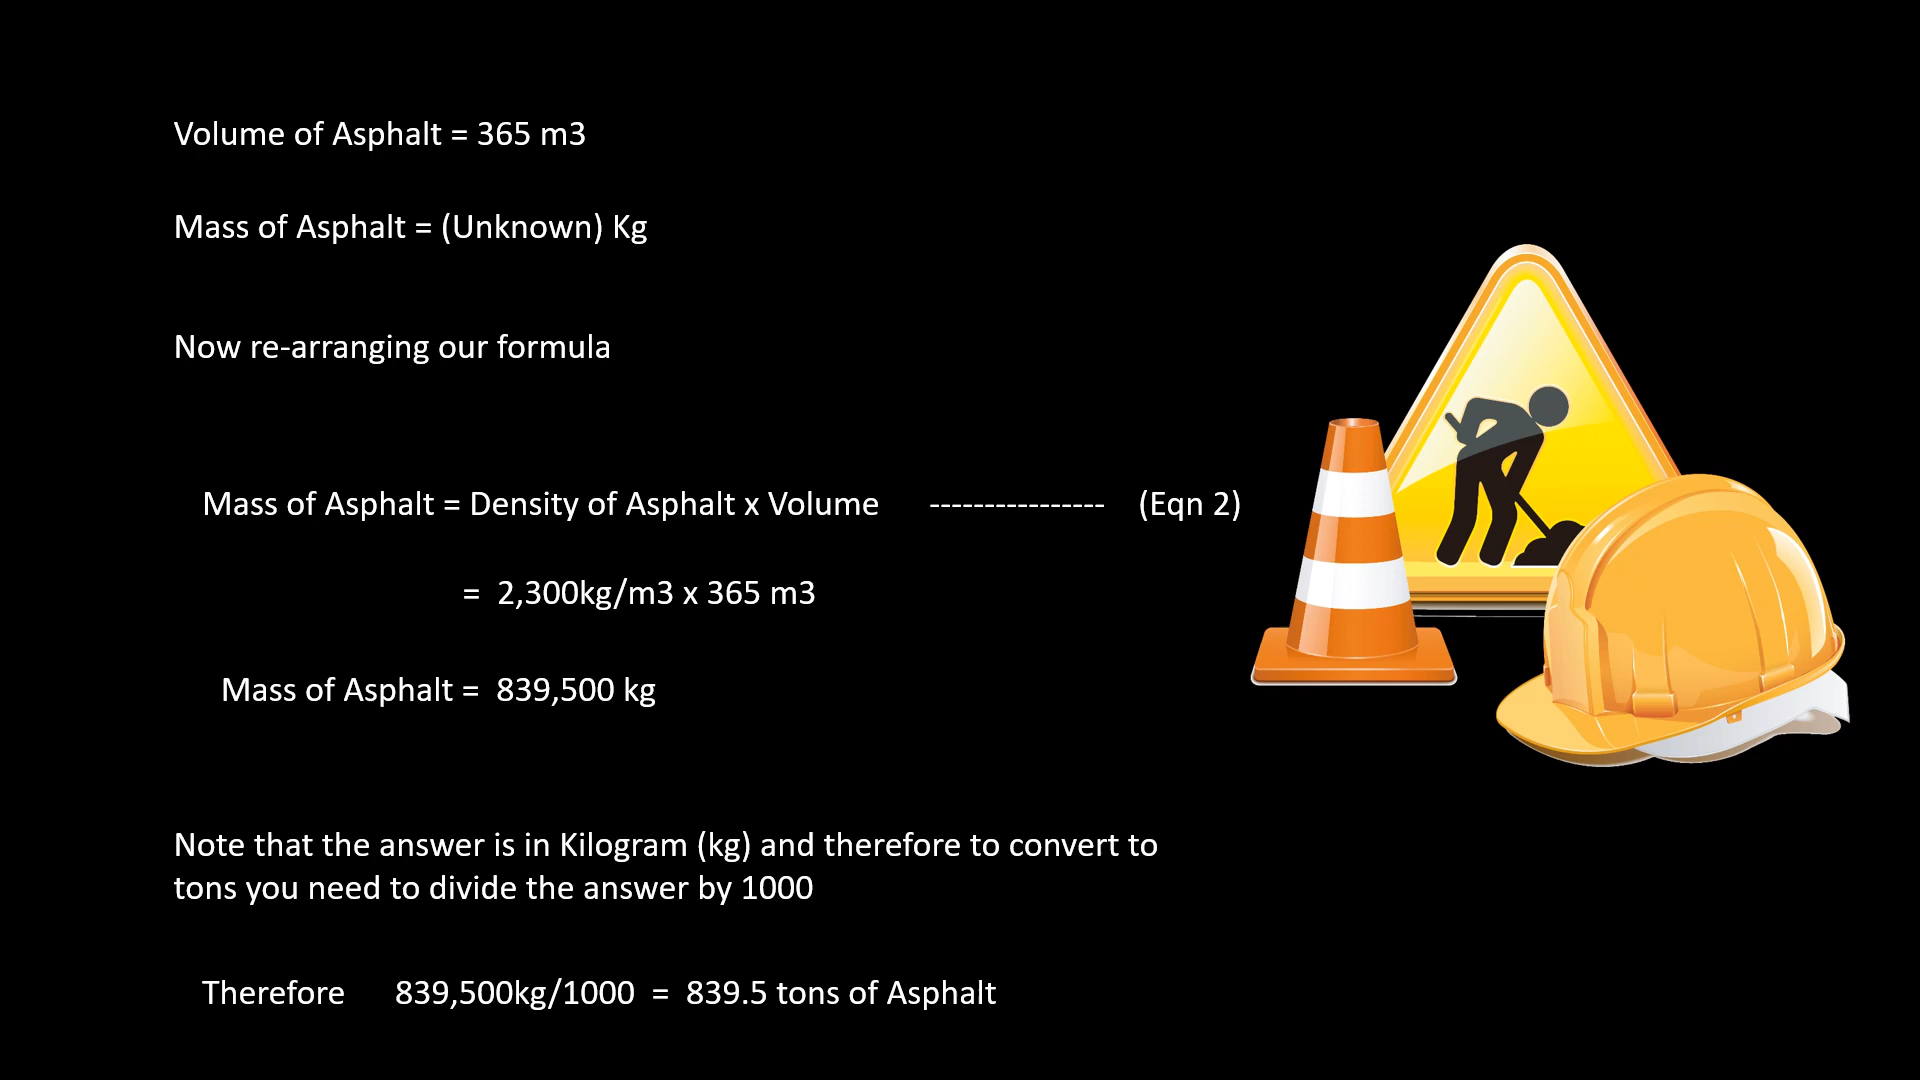 Volume of Asphalt = 365 m3
Mass of Asphalt = (Unknown) Kg
Now re-arranging our formula
Mass of Asphalt = Density of Asphalt x Volume ---------------- (Eqn 2)
= 2,300kg/m3 x 365 m3
Mass of Asphalt = 839,500 kg
Note that the answer is in Kilogram (kg) and therefore to convert to
tons you need to divide the answer by 1000
Therefore 839,500kg/1000 = 839.5 tons of Asphalt